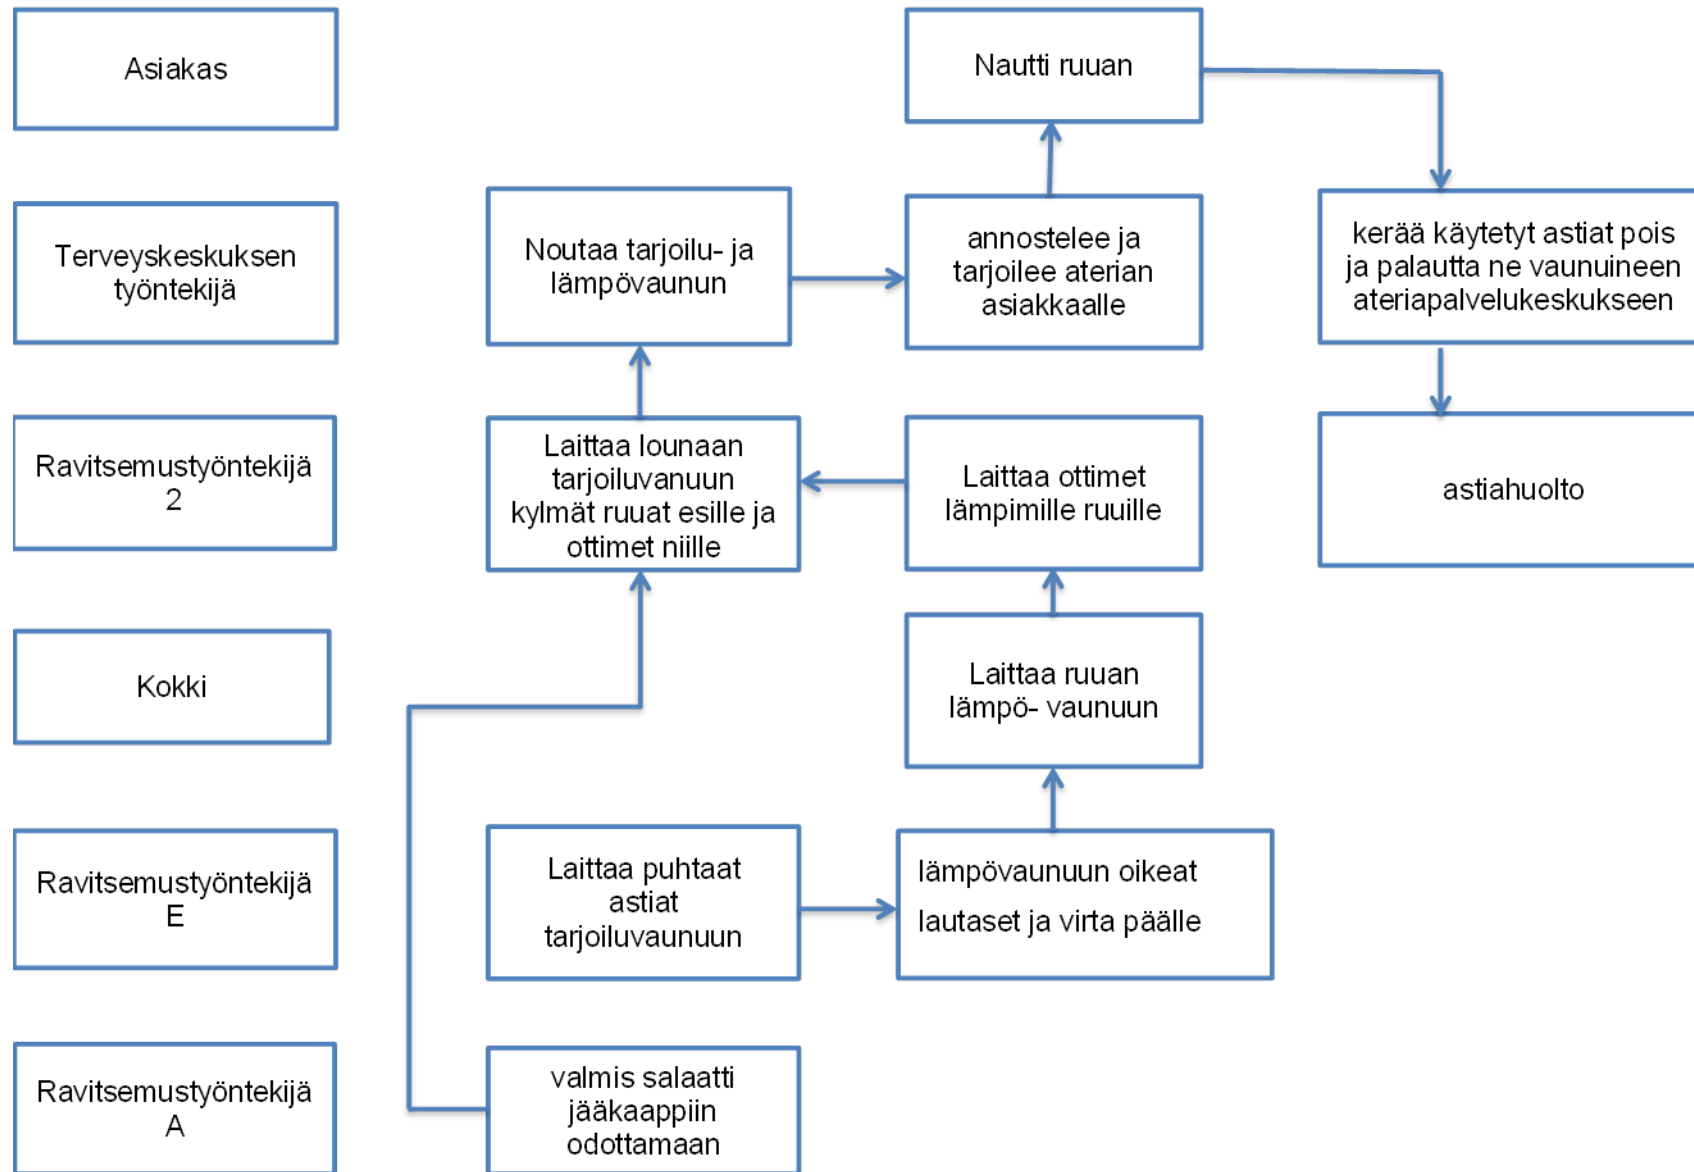 Asiakas
Nautti ruuan
Terveyskeskuksen
työntekijä
Noutaa tarjoilu- ja
lämpövaunun
annostelee ja
tarjoilee aterian
asiakkaalle
kerää käytetyt astiat pois
ja palautta ne vaunuineen
ateriapalvelukeskukseen
Ravitsemustyöntekijä
2
Laittaa lounaan
tarjoiluvanuun
kylmät ruuat esille ja
ottimet niille
Laittaa ottimet
lämpimille ruuille
astiahuolto
Kokki
Laittaa ruuan
lämpö- vaunuun
Ravitsemustyöntekijä
E
Laittaa puhtaat
astiat
tarjoiluvaunuun
lämpövaunuun oikeat
lautaset ja virta päälle
Ravitsemustyöntekijä
A
valmis salaatti
jääkaappiin
odottamaan